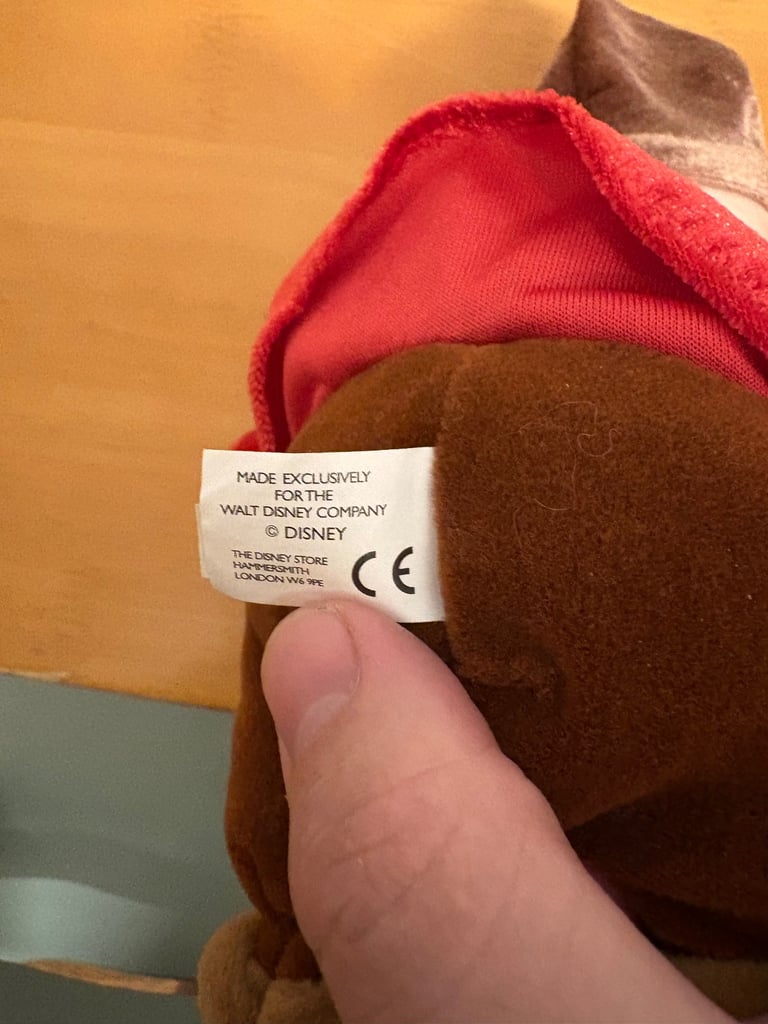 MADE EXCLUSIVELY
FOR THE
WALT DISNEY COMPANY
© DISNEY
THE DISNEY STORE
HAMMERSMITH
LONDON W6 9PE
CE